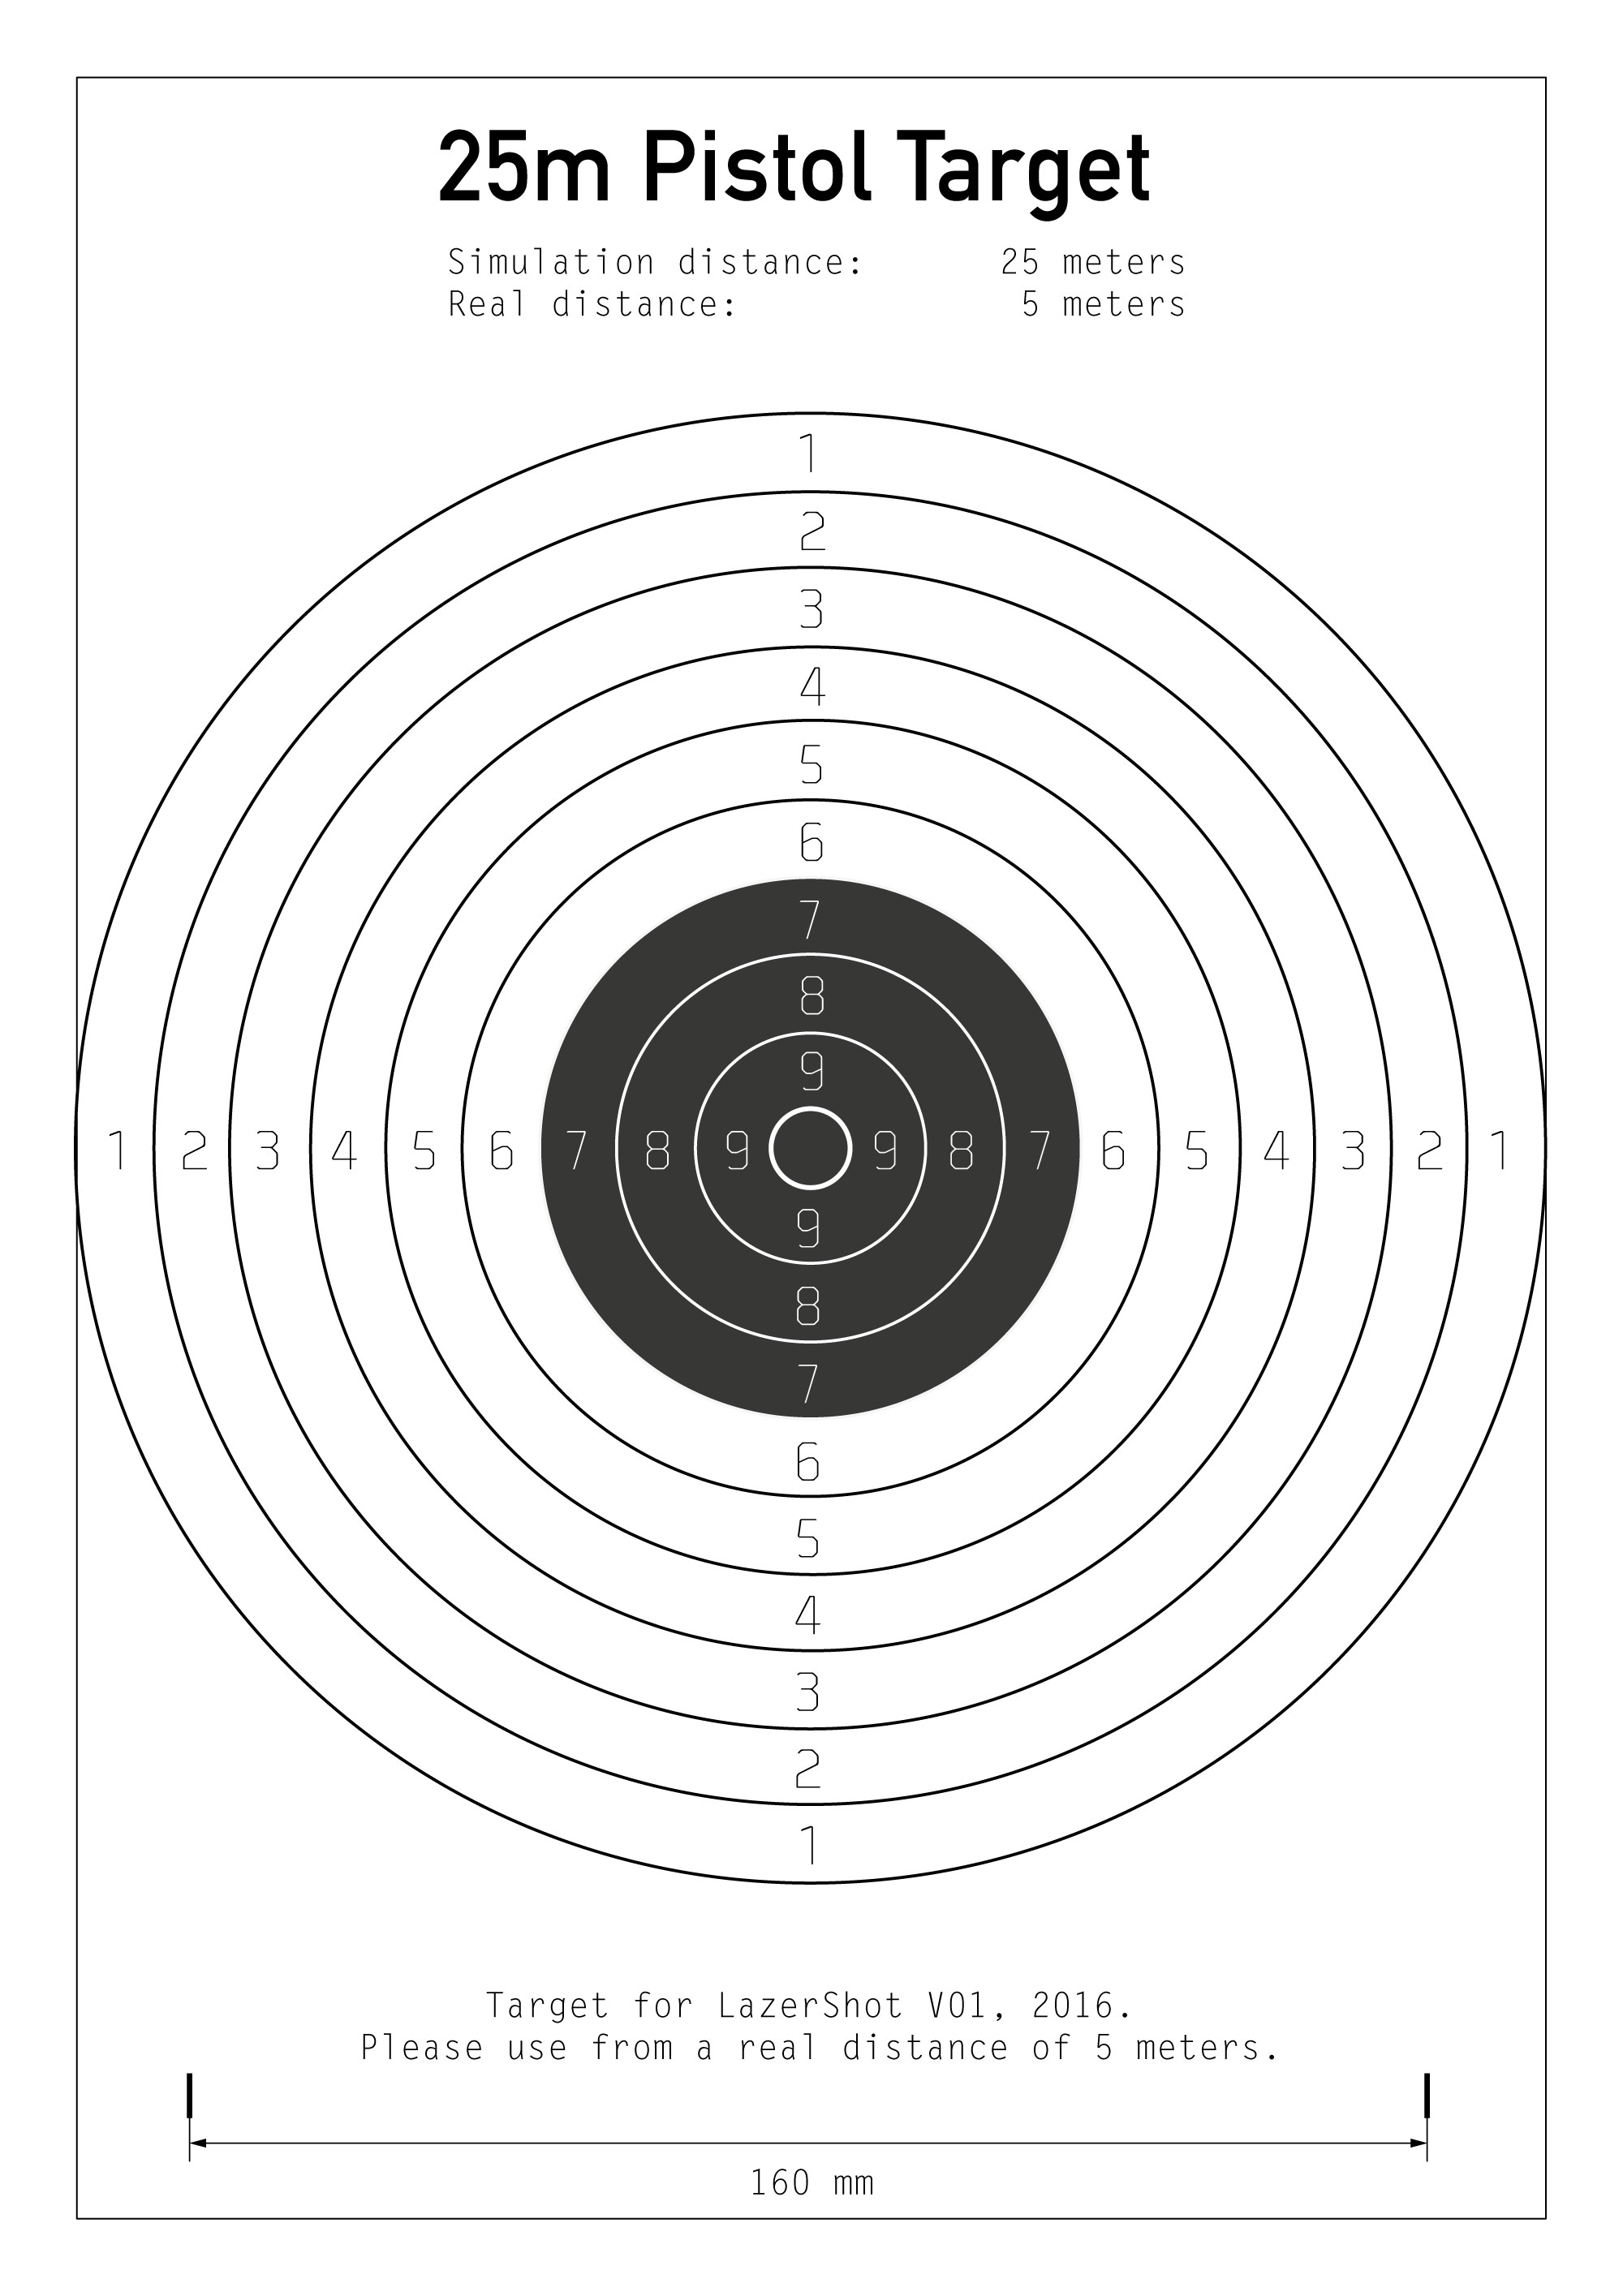 25m Pistol Target
Simulation distance: 25 meters
Real distance: 5 meters
1
2
3
4
5
6
7
8
9
1 2 3 4 5 6 7 8 9 9 8 7 6 5 4 3 2 1
9
8
7
6
5
4
3
2
1
Target for LazerShot V01, 2016.
Please use from a real distance of 5 meters.
160 mm